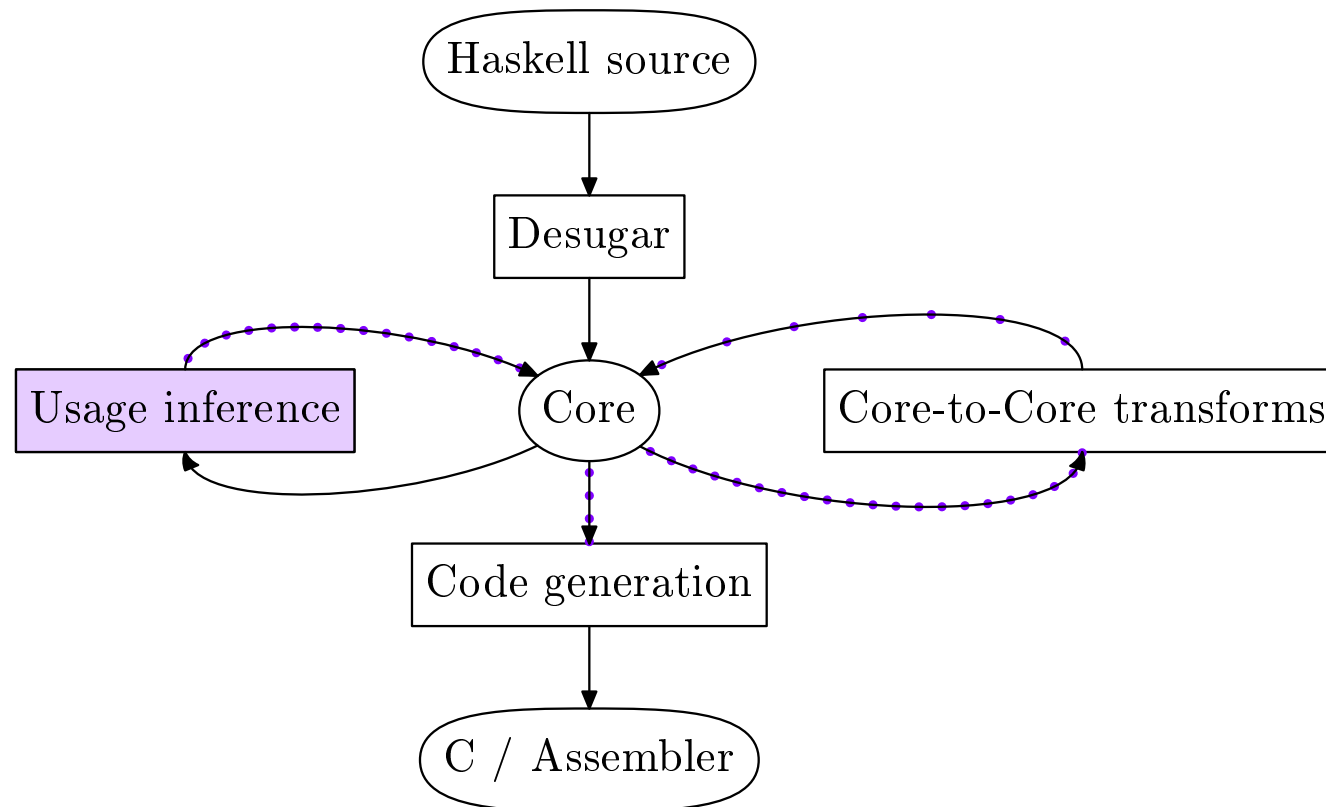 Haskell source
Desugar
Usage inference
Core
Core-to-Core transforms
Code generation
C / Assembler